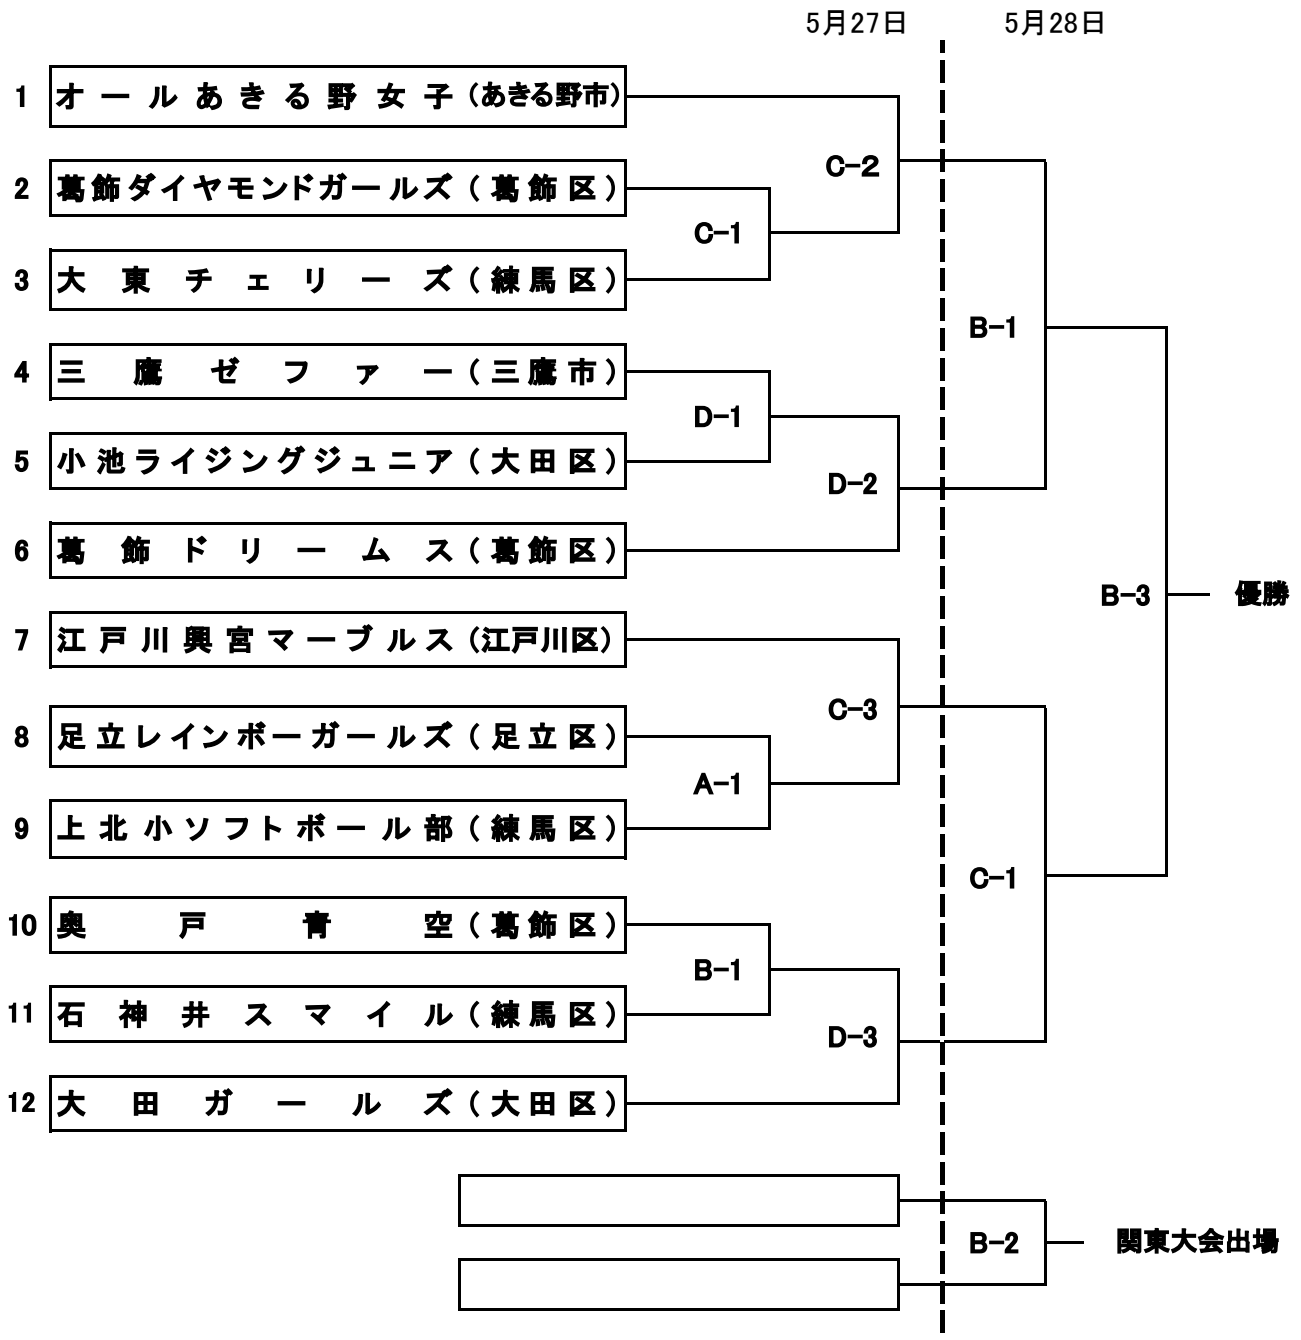 5月27日 5月28日
1 オールあきる野女子(あきる野市)
C-2
2 葛飾ダイヤモンドガールズ(葛飾区)
C-1
3 大東チェリーズ(練馬区)
B-1
4 三鷹ゼファー(三鷹市)
D-1
5 小池ライジングジュニア(大田区)
D-2
6 葛飾ドリームス(葛飾区)
B-3 優勝
7 江戸川興宮マーブルス(江戸川区)
C-3
8 足立レインボーガールズ(足立区)
A-1
9 上北小ソフトボール部(練馬区)
C-1
10 奥戸青空(葛飾区)
B-1
11 石神井スマイル(練馬区)
D-3
12 大田ガールズ(大田区)
B-2 関東大会出場